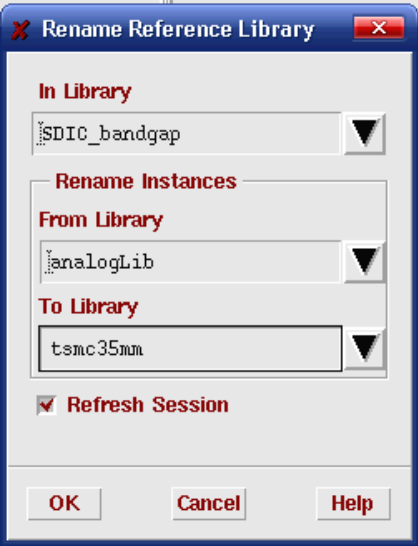 Rename Reference Library
In Library
SDIC_bandgap
Rename Instances
From Library
analogLib
To Library
tsmc35mm
Refresh Session
OK Cancel Help